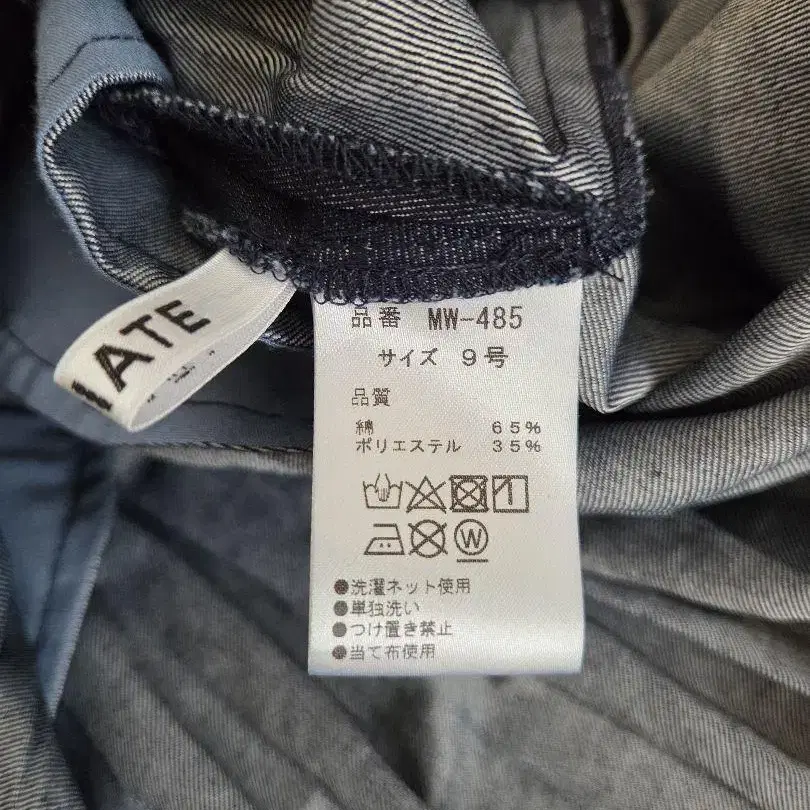 IATE
品番 MW-485
サイズ 9号
品質
綿 65%
ポリエステル 35%
W
●洗濯ネット使用
●単独洗い
●つけ置き禁止
●当て布使用